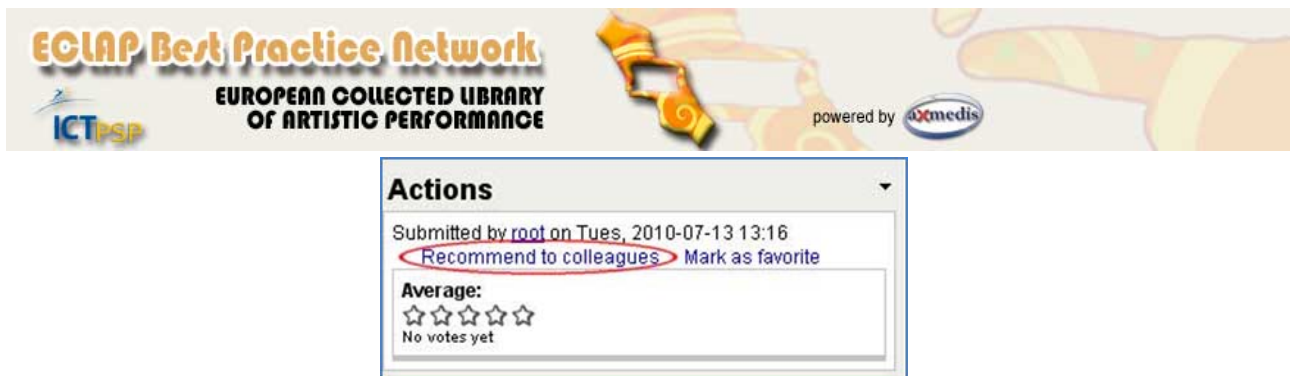 ECLAP Best Practice Network
EUROPEAN COLLECTED LIBRARY
OF ARTISTIC PERFORMANCE
ICTPSP
powered by axmedis
Actions
Submitted by root on Tues, 2010-07-13 13:16
Recommend to colleagues Mark as favorite
Average:
No votes yet